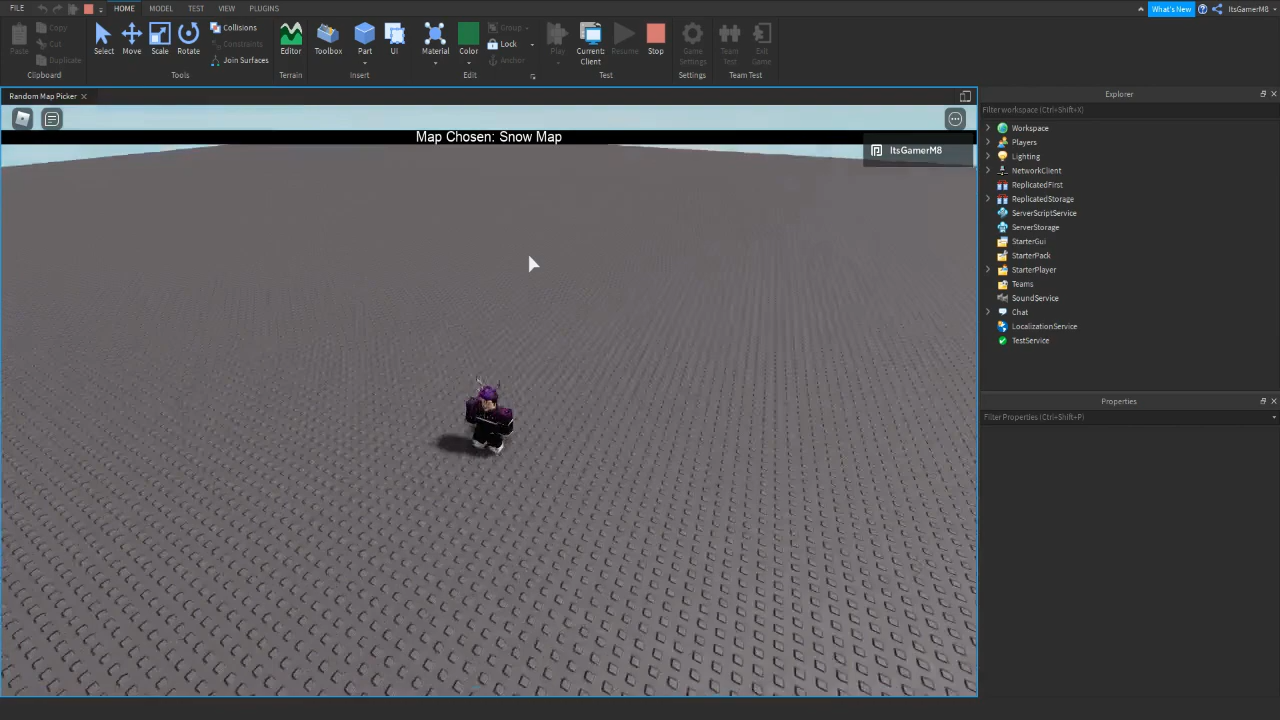 FILE HOME MODEL TEST VIEW PLUGINS What's New ItsGamerM8
Paste Copy Cut Duplicate Select Move Scale Rotate Collisions Constraints Join Surfaces Editor Toolbox Part UI Material Color Group Lock Anchor Play Current: Client Resume Stop Game Settings Team Test Exit Game
Clipboard Tools Terrain Insert Edit Test Settings Team Test
Random Map Picker
Map Chosen: Snow Map
ItsGamerM8
Explorer
Filter workspace (Ctrl+Shift+X)
Workspace
Players
Lighting
NetworkClient
ReplicatedFirst
ReplicatedStorage
ServerScriptService
ServerStorage
StarterGui
StarterPack
StarterPlayer
Teams
SoundService
Chat
LocalizationService
TestService
Properties
Filter Properties (Ctrl+Shift+P)